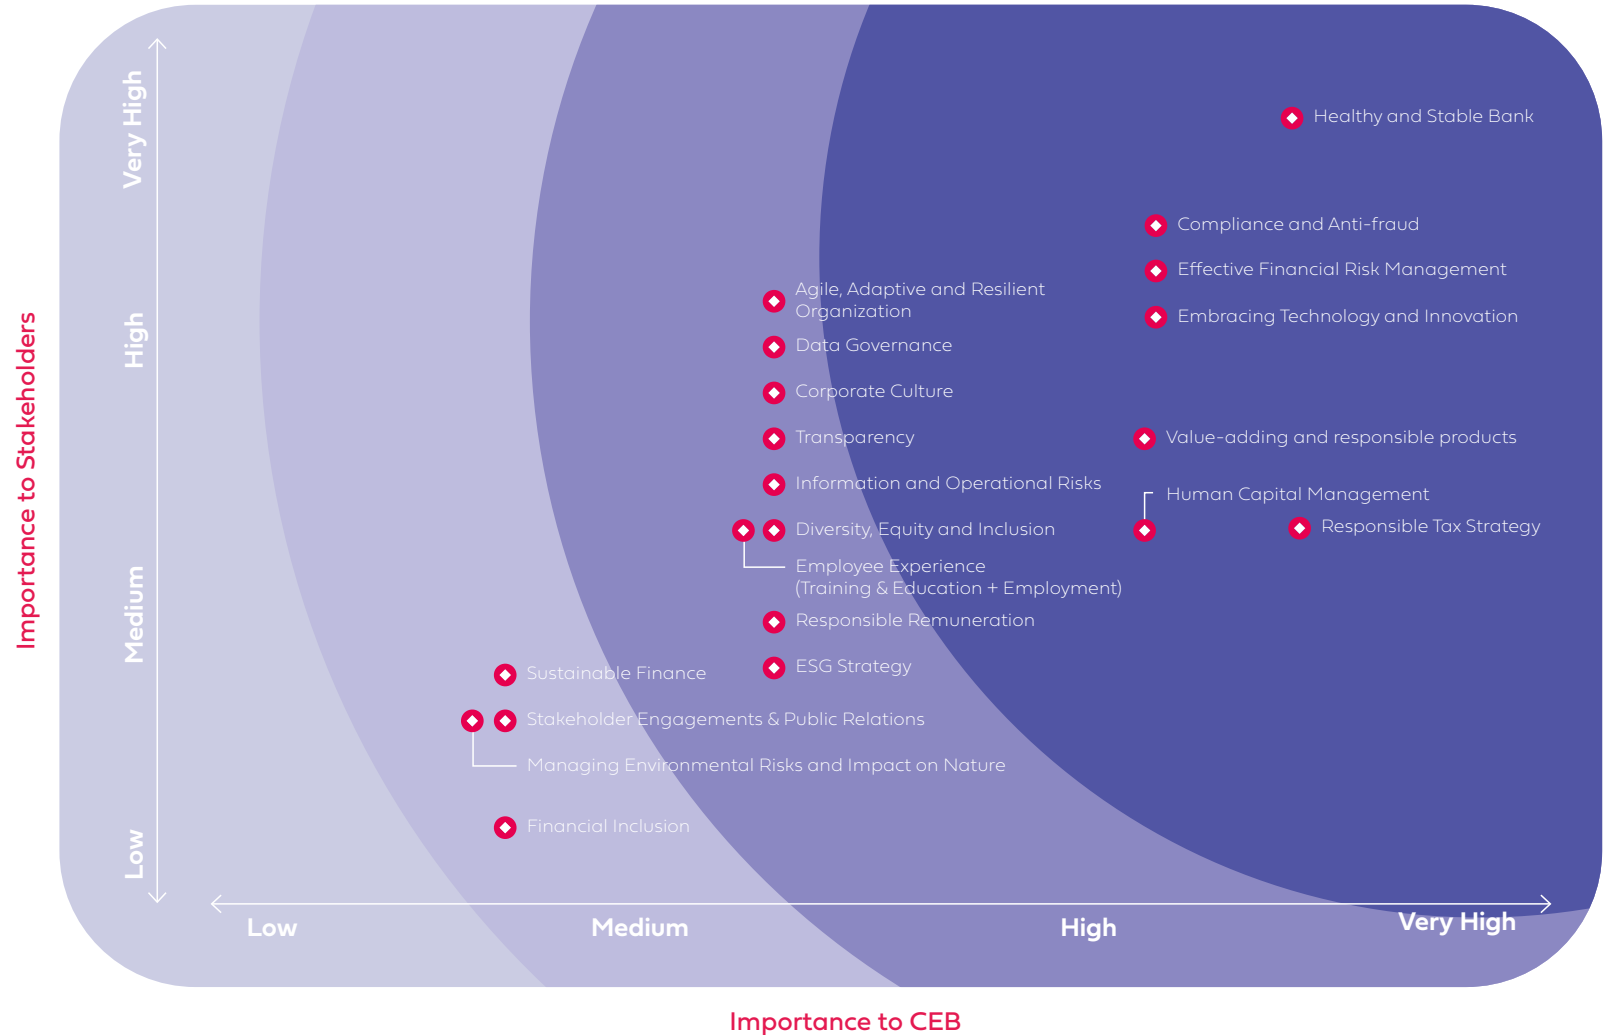 Importance to Stakeholders
Very High
High
Medium
Low
Healthy and Stable Bank
Compliance and Anti-fraud
Effective Financial Risk Management
Embracing Technology and Innovation
Agile, Adaptive and Resilient
Organization
Data Governance
Corporate Culture
Transparency
Value-adding and responsible products
Information and Operational Risks
Human Capital Management
Responsible Tax Strategy
Diversity, Equity and Inclusion
Employee Experience
(Training & Education + Employment)
Responsible Remuneration
ESG Strategy
Sustainable Finance
Stakeholder Engagements & Public Relations
Managing Environmental Risks and Impact on Nature
Financial Inclusion
Low
Medium
High
Very High
Importance to CEB